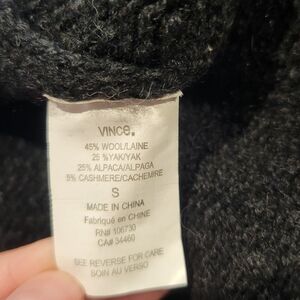 VINCE.
45% WOOL/LAINE
25 %YAK/YAK
25% ALPACA/ALPAGA
5% CASHMERE/CACHEMIRE
S
MADE IN CHINA
Fabriqué en CHINE
RN# 106730
CA# 34460
SEE REVERSE FOR CARE
SOIN AU VERSO